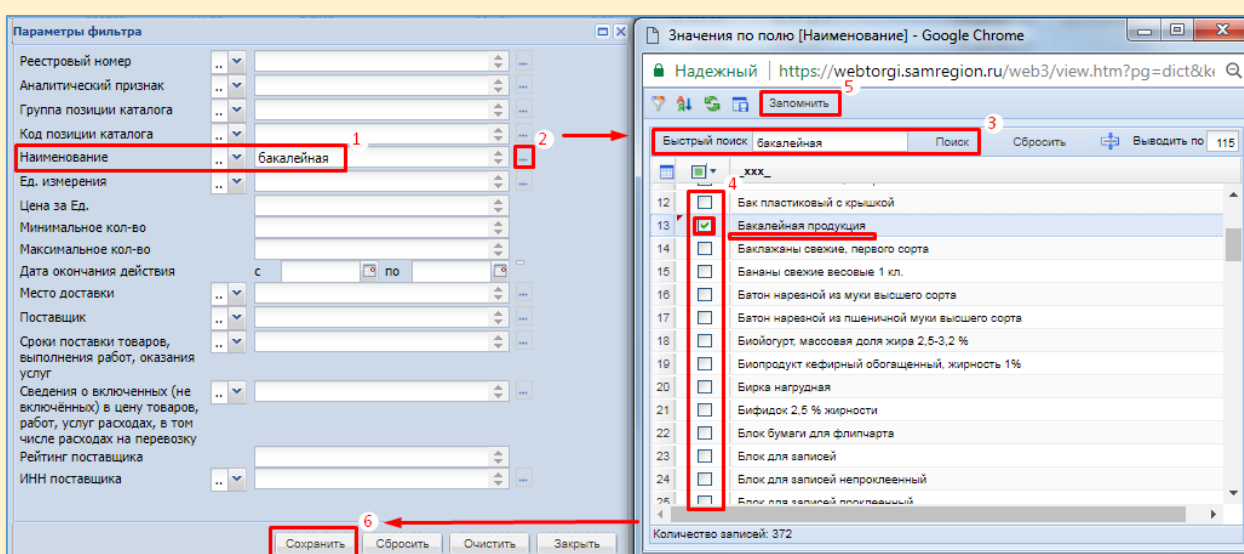 Параметры фильтра
Реестровый номер ..
Аналитический признак ..
Группа позиции каталога ..
Код позиции каталога ..
1
2
Наименование .. бакалейная ...
Ед. измерения .. ...
Цена за Ед.
Минимальное кол-во
Максимальное кол-во
Дата окончания действия с по
Место доставки .. ...
Поставщик .. ...
Сроки поставки товаров, .. ...
выполнения работ, оказания
услуг
Сведения о включенных (не .. ...
включённых) в цену товаров,
работ, услуг расходах, в том
числе расходах на перевозку
Рейтинг поставщика
ИНН поставщика .. ...
6
Сохранить Сбросить Очистить Закрыть
Значения по полю [Наименование] - Google Chrome
Надежный | https://webtorgi.samregion.ru/web3/view.htm?pg=dict&ke
5
Запомнить
3
Быстрый поиск бакалейная Поиск Сбросить Выводить по 115
4
_xxx_
12 Бак пластиковый с крышкой
13 Бакалейная продукция
14 Баклажаны свежие, первого сорта
15 Бананы свежие весовые 1 кл.
16 Батон нарезной из муки высшего сорта
17 Батон нарезной из пшеничной муки высшего сорта
18 Биойогурт, массовая доля жира 2,5-3,2 %
19 Биопродукт кефирный обогащенный, жирность 1%
20 Бирка нагрудная
21 Бифидок 2,5 % жирности
22 Блок бумаги для флипчарта
23 Блок для записей
24 Блок для записей непроклеенный
25 Блок для записей проклеенный
Количество записей: 372